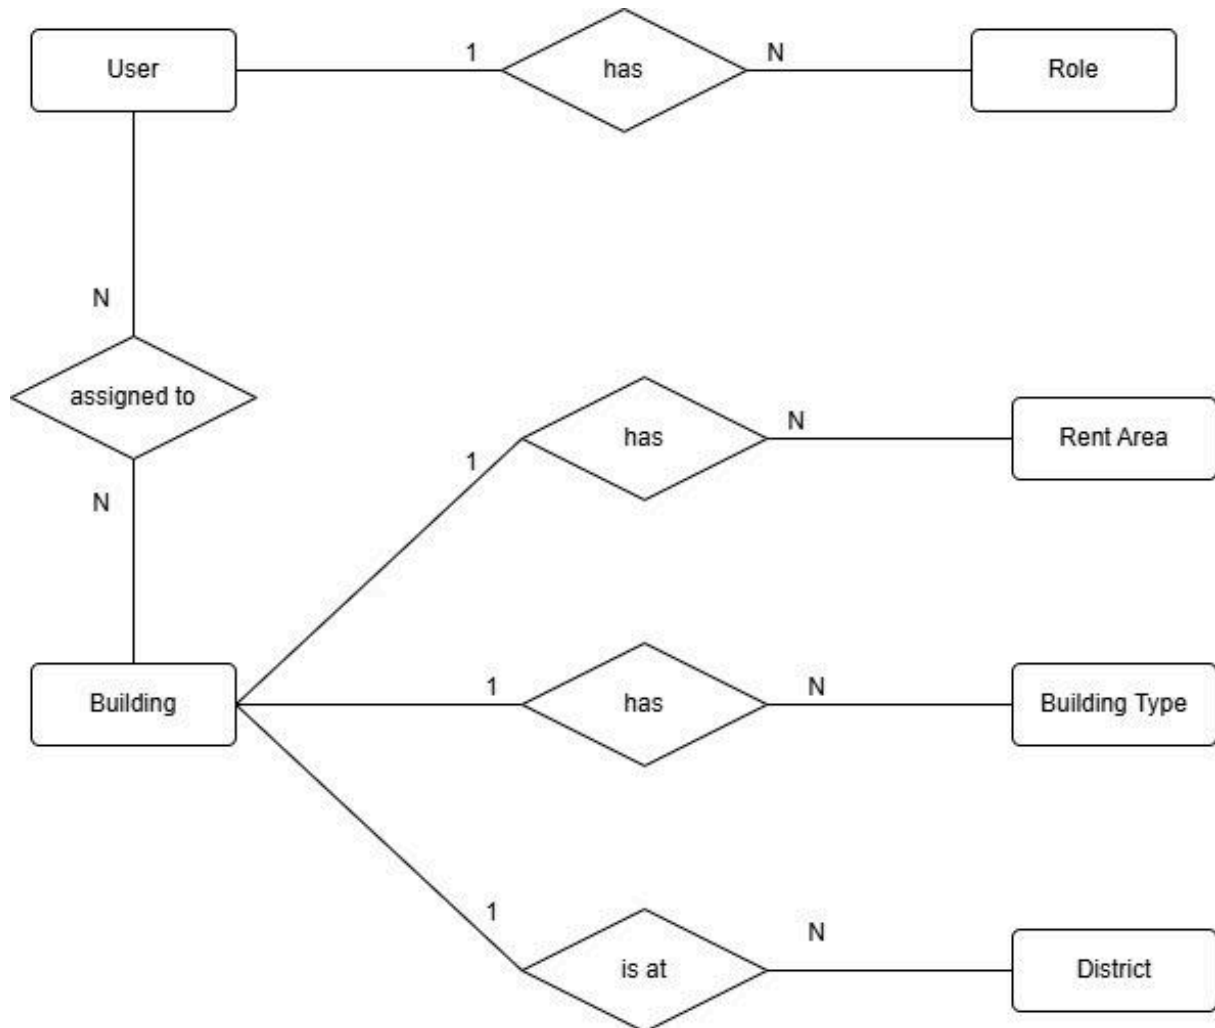 User
1
has
N
Role
N
assigned to
N
1
has
N
Rent Area
Building
1
has
N
Building Type
1
is at
N
District